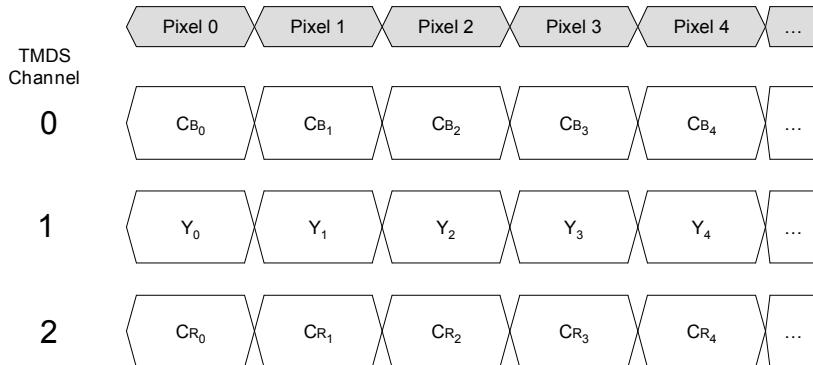 Pixel 0 Pixel 1 Pixel 2 Pixel 3 Pixel 4 ...
TMDS
Channel
0 CB0 CB1 CB2 CB3 CB4 ...
1 Y0 Y1 Y2 Y3 Y4 ...
2 CR0 CR1 CR2 CR3 CR4 ...